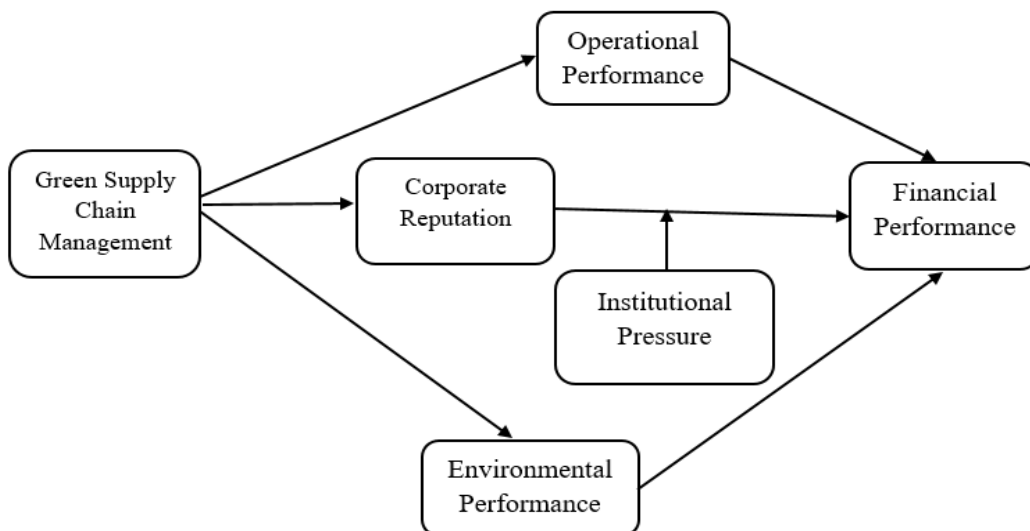 Operational
Performance
Green Supply
Chain
Management
Corporate
Reputation
Financial
Performance
Institutional
Pressure
Environmental
Performance